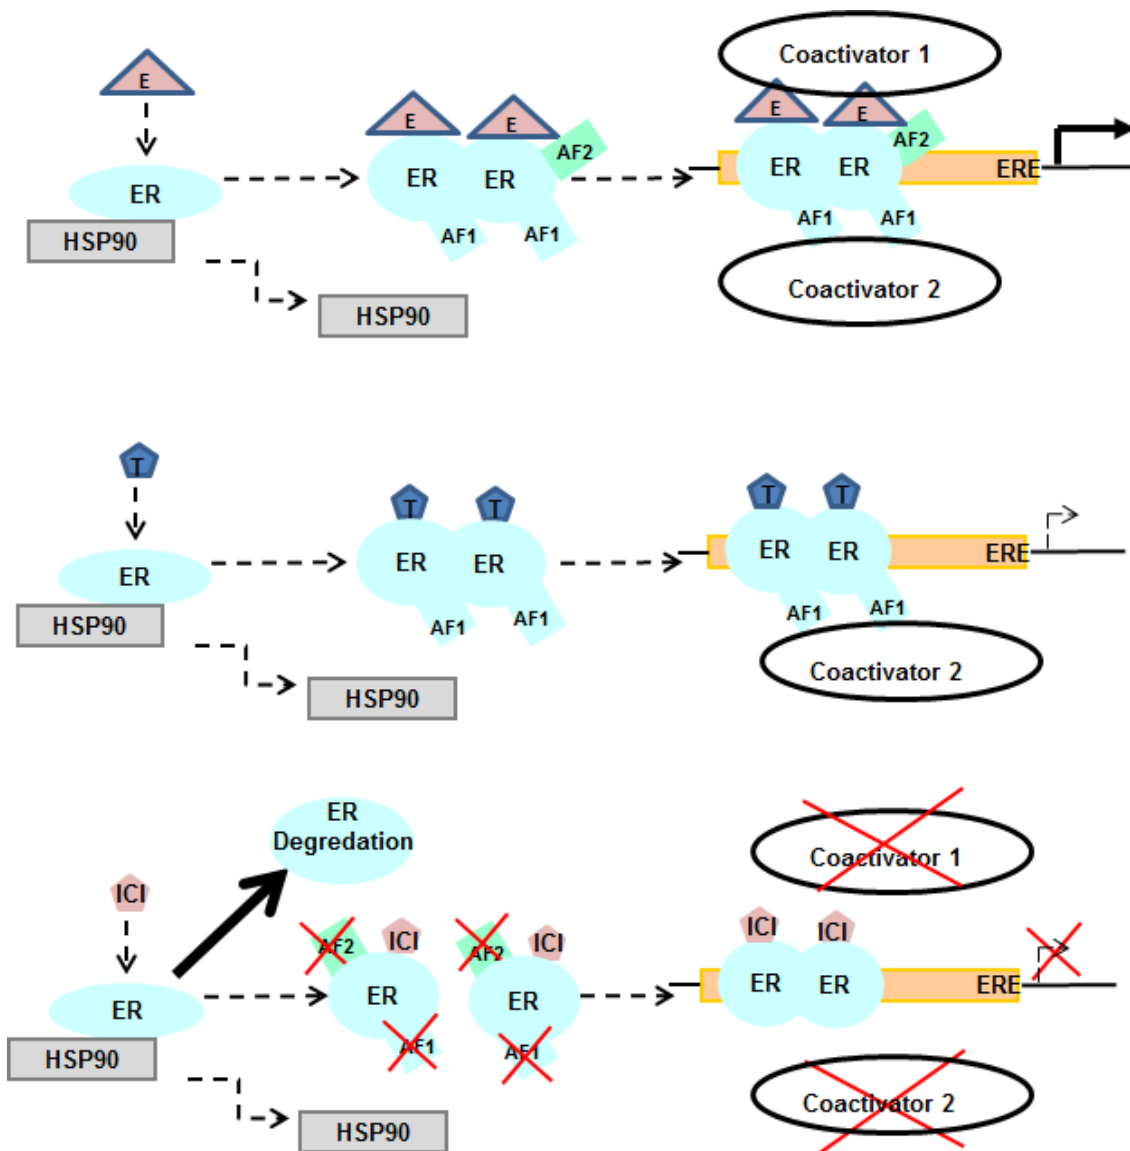 Coactivator 1
E
E
E
E
E
AF2
AF2
ER
ER
ER
ER
ER
ERE
HSP90
AF1
AF1
AF1
AF1
Coactivator 2
HSP90
T
T
T
T
T
ER
ER
ER
ER
ER
ERE
HSP90
AF1
AF1
AF1
AF1
Coactivator 2
HSP90
ER
Degredation
Coactivator 1
ICI
AF2
ICI
AF2
ICI
ICI
ICI
ER
ER
ER
ER
ER
ERE
HSP90
AF1
AF1
Coactivator 2
HSP90